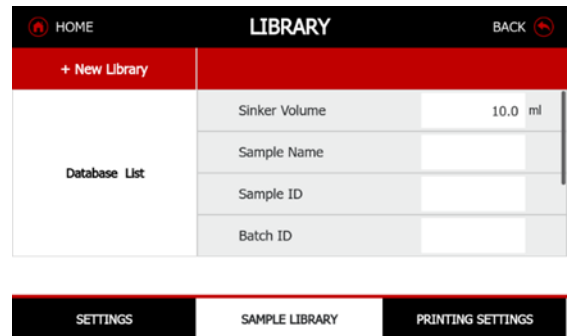 HOME
LIBRARY
BACK
+ New Library
Sinker Volume
10.0 ml
Sample Name
Database List
Sample ID
Batch ID
SETTINGS
SAMPLE LIBRARY
PRINTING SETTINGS